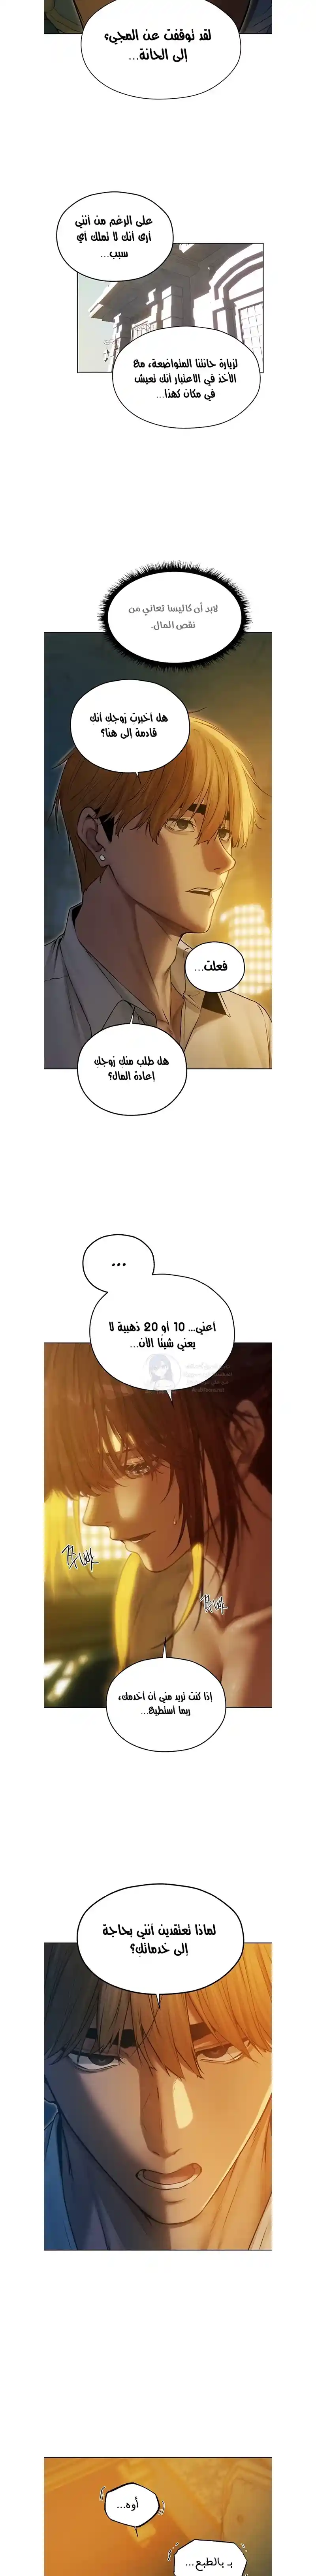 لقد توقفت عن المجيء
إلى الحانة...
على الرغم من أنني
أرى أنك لا تملك أي
سبب...
لزيارة حانتنا المتواضعة، مع
الأخذ في الاعتبار أنك تعيش
في مكان كهذا...
لابد أن كاليسا تعاني من
نقص المال.
هل أخبرت زوجك أنك
قادمة إلى هنا؟
فعلت...
هل طلب منك زوجك
إعادة المال؟
...
أعني... 10 أو 20 ذهبية لا
يعني شيئا الآن...
إذا كنت تريد مني أن أخدمك،
ربما أستطيع...
لماذا تعتقدين أنني بحاجة
إلى خدماتك؟
أوه...
بـ بالطبع...